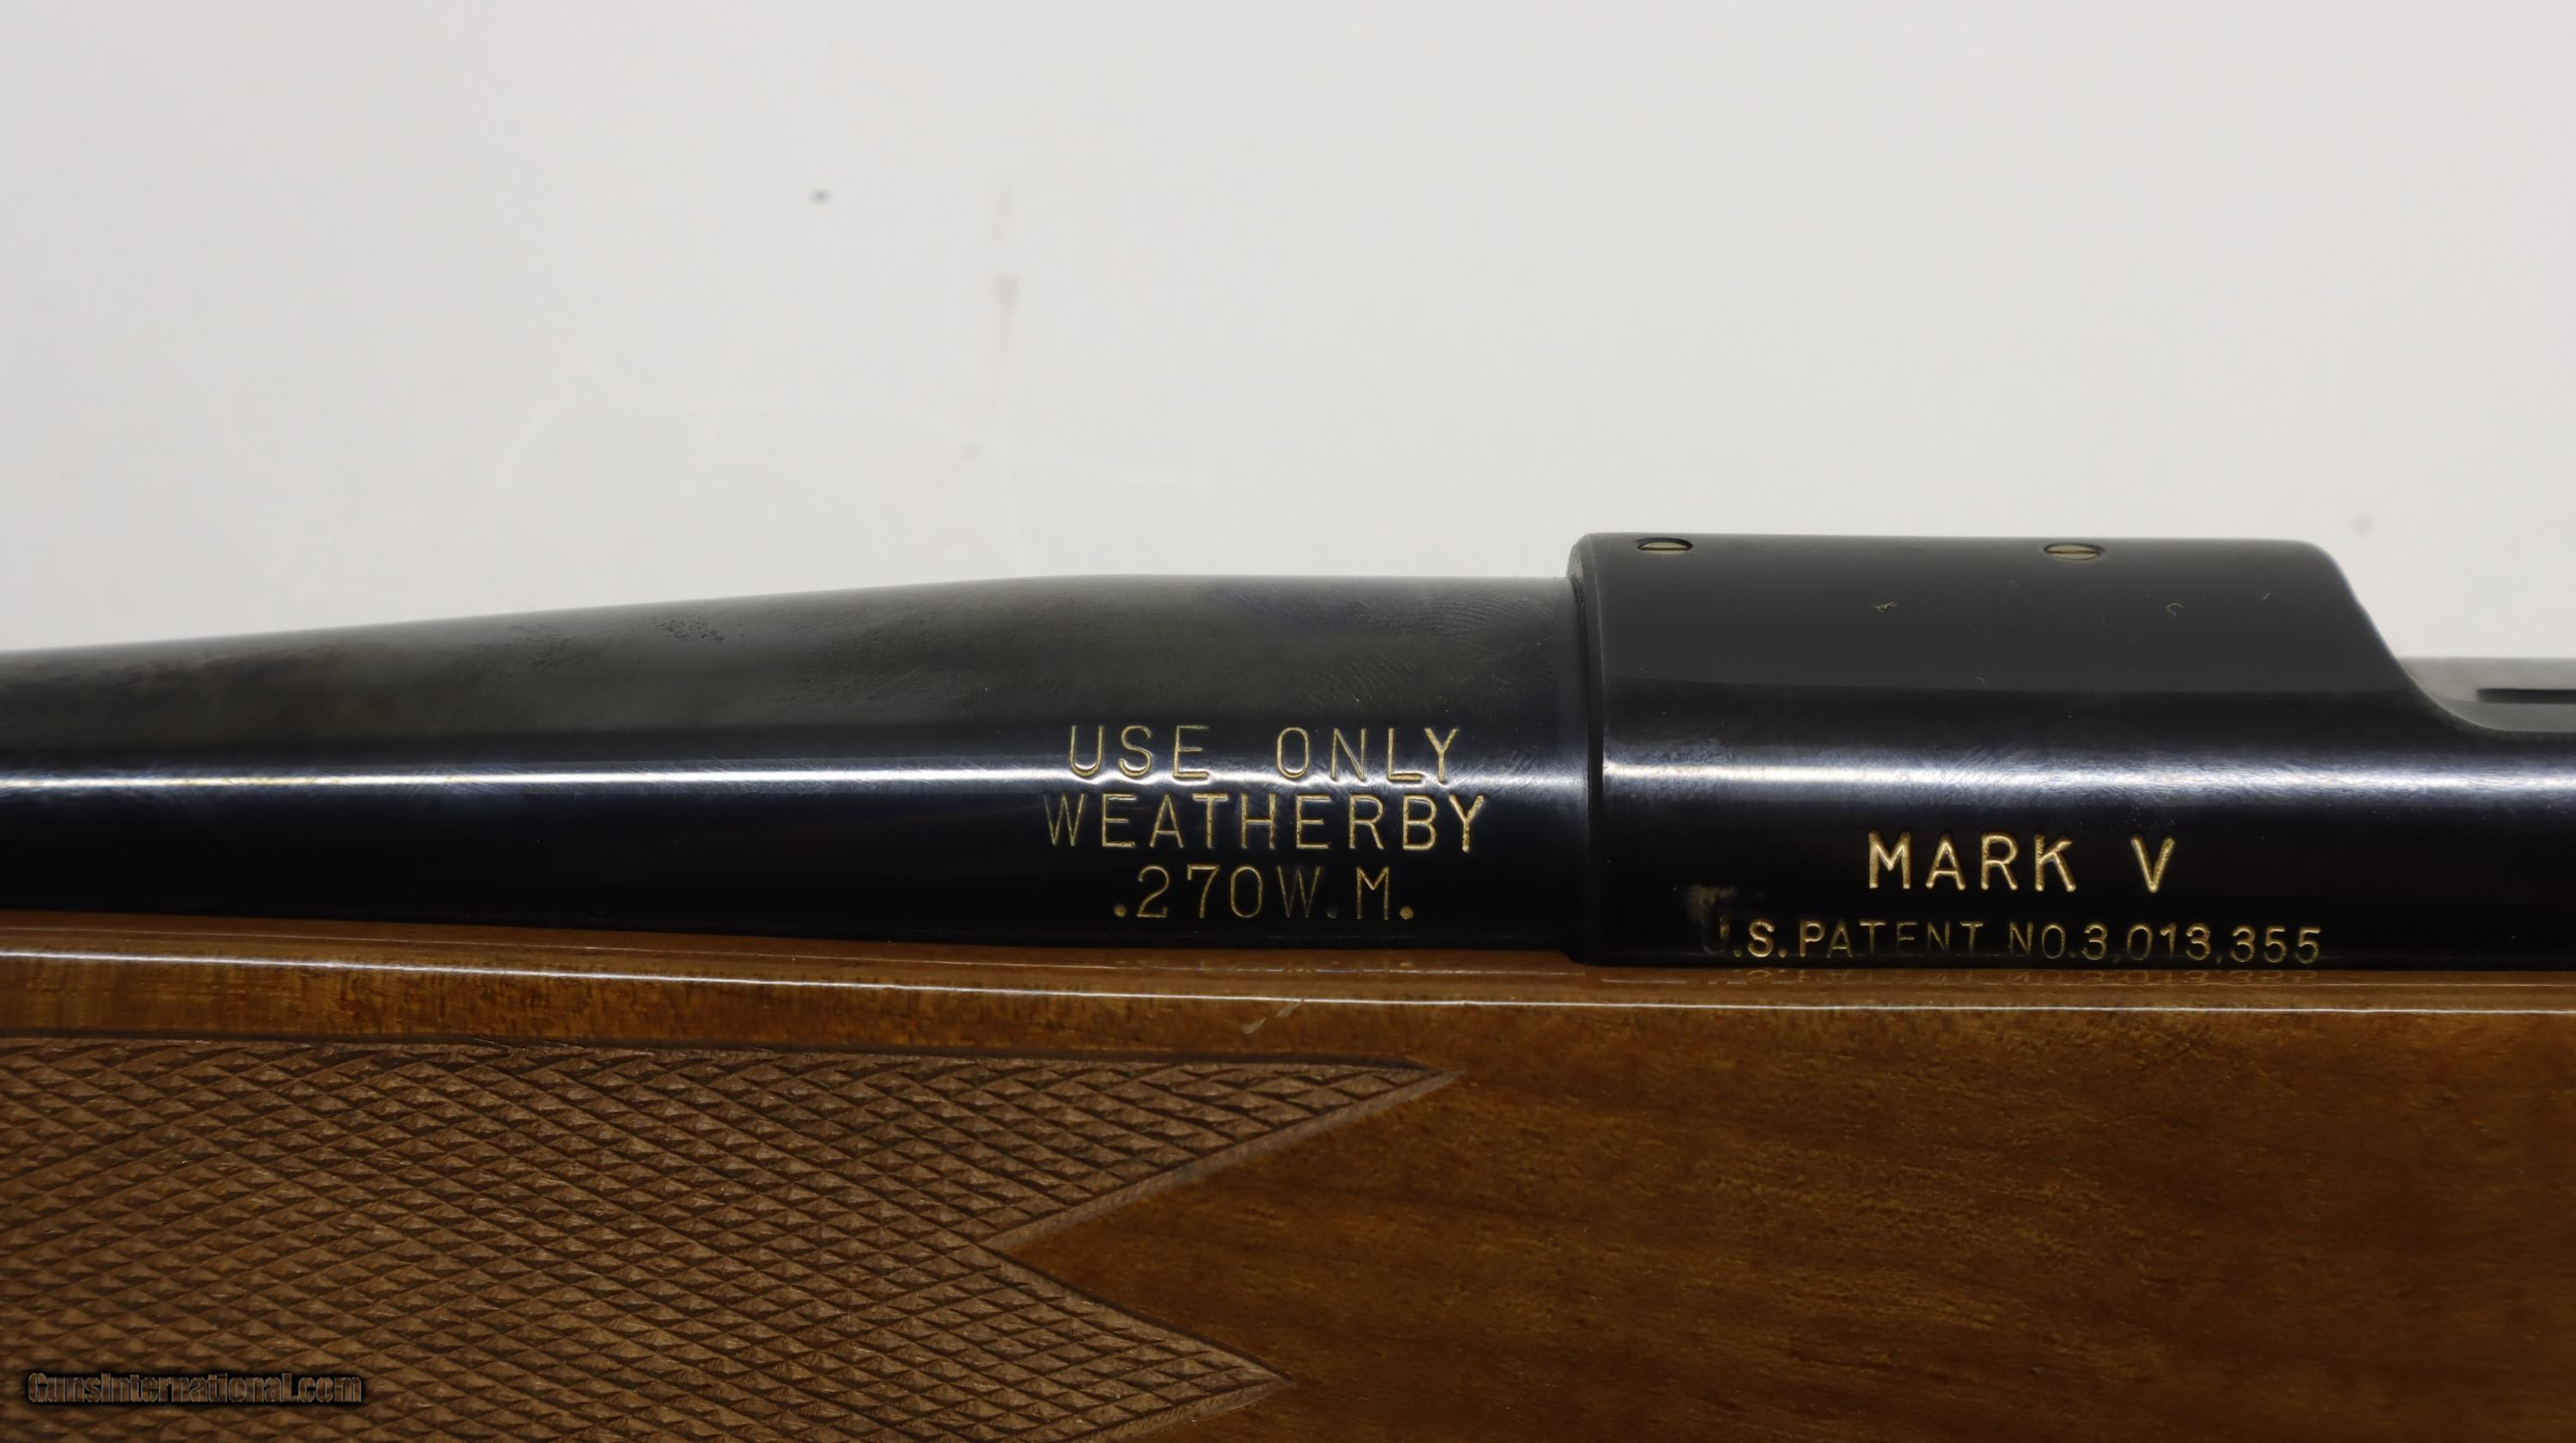 USE ONLY
WEATHERBY
.270W.M.
MARK V
U.S.PATENT NO.3,013,355
GunsInternational.com